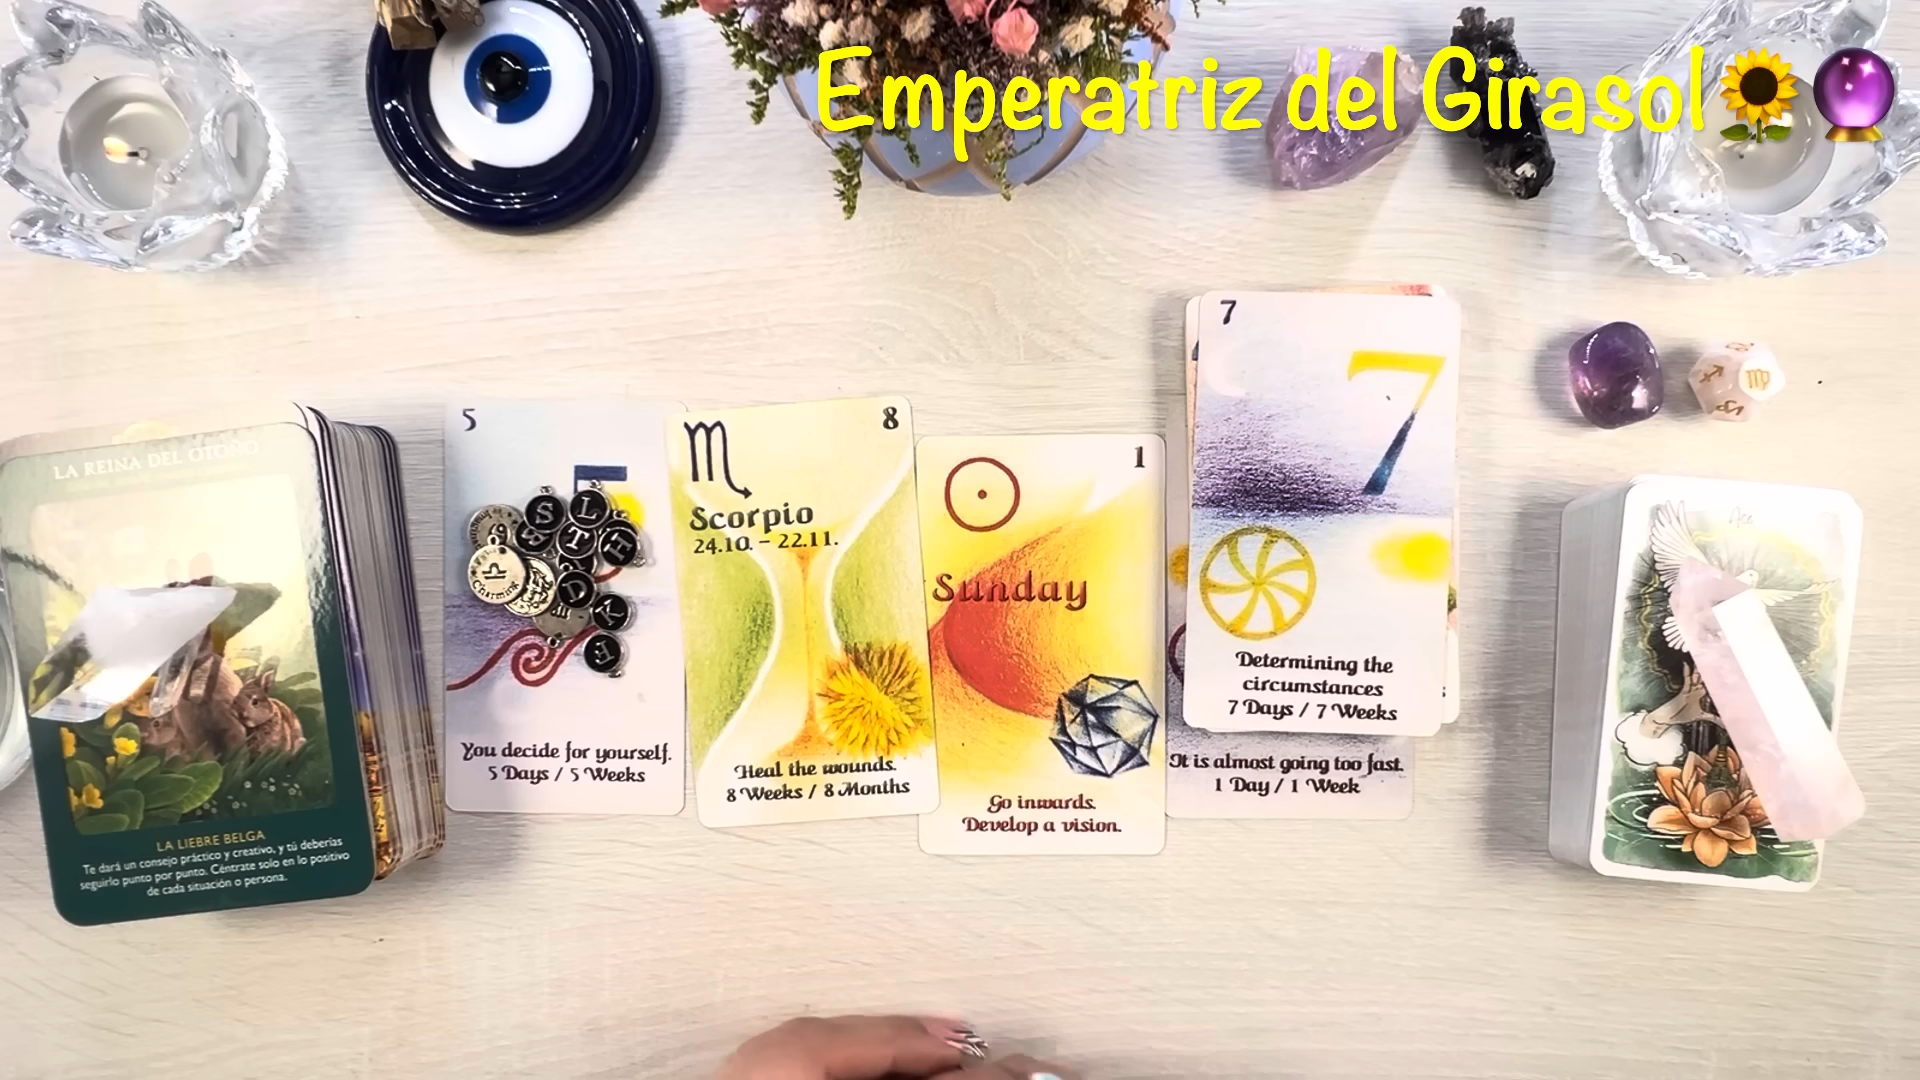 Emperatriz del Girasol
LA REINA DEL OTOÑO
LA LIEBRE BELGA
Te dará un consejo práctico y creativo, y tú deberías
seguirlo punto por punto. Céntrate solo en lo positivo
de cada situación o persona.
5
5
S
L
B
T
H
D
A
E
Charming
You decide for yourself.
5 Days / 5 Weeks
8
Scorpio
24.10. – 22.11.
Heal the wounds.
8 Weeks / 8 Months
1
Sunday
Go inwards.
Develop a vision.
7
7
Determining the
circumstances
7 Days / 7 Weeks
It is almost going too fast.
1 Day / 1 Week
Ace